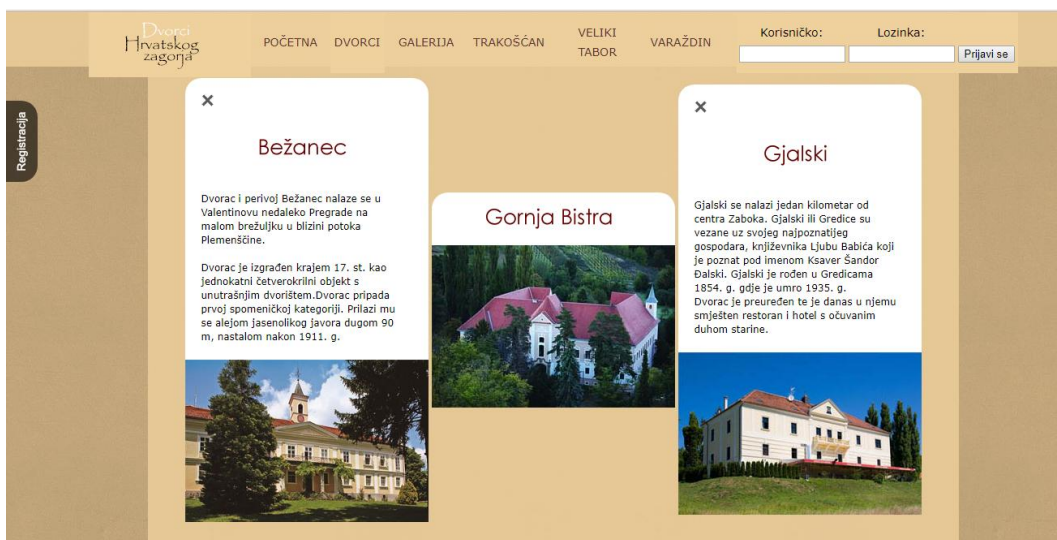 Dvorci
Hrvatskog
zagorja
POČETNA DVORCI GALERIJA TRAKOŠĆAN VELIKI TABOR VARAŽDIN
Korisničko: Lozinka:
Prijavi se
Registracija
×
Bežanec
Dvorac i perivoj Bežanec nalaze se u
Valentinovu nedaleko Pregrade na
malom brežuljku u blizini potoka
Plemenščine.
Dvorac je izgrađen krajem 17. st. kao
jednokatni četverokrilni objekt s
unutrašnjim dvorištem.Dvorac pripada
prvoj spomeničkoj kategoriji. Prilazi mu
se alejom jasenolikog javora dugom 90
m, nastalom nakon 1911. g.
Gornja Bistra
×
Gjalski
Gjalski se nalazi jedan kilometar od
centra Zaboka. Gjalski ili Gredice su
vezane uz svojeg najpoznatijeg
gospodara, književnika Ljubu Babića koji
je poznat pod imenom Ksaver Šandor
Đalski. Gjalski je rođen u Gredicama
1854. g. gdje je umro 1935. g.
Dvorac je preuređen te je danas u njemu
smješten restoran i hotel s očuvanim
duhom starine.